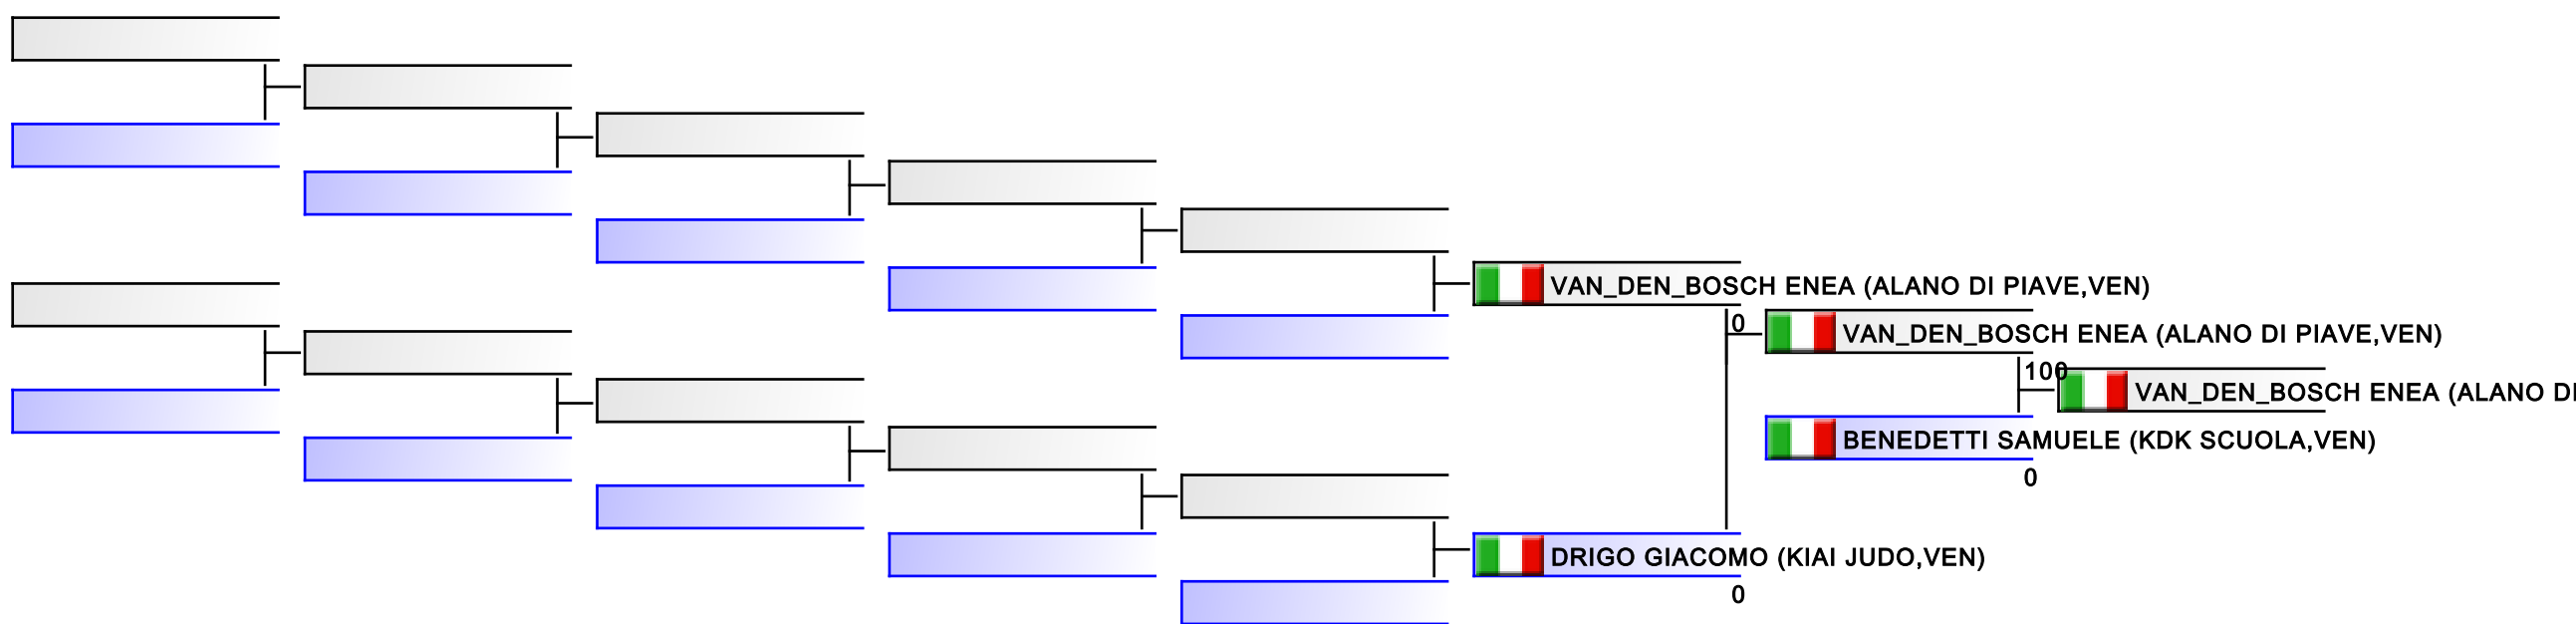 VAN_DEN_BOSCH ENEA (ALANO DI PIAVE,VEN)
0
VAN_DEN_BOSCH ENEA (ALANO DI PIAVE,VEN)
100
VAN_DEN_BOSCH ENEA (ALANO DI
BENEDETTI SAMUELE (KDK SCUOLA,VEN)
0
DRIGO GIACOMO (KIAI JUDO,VEN)
0